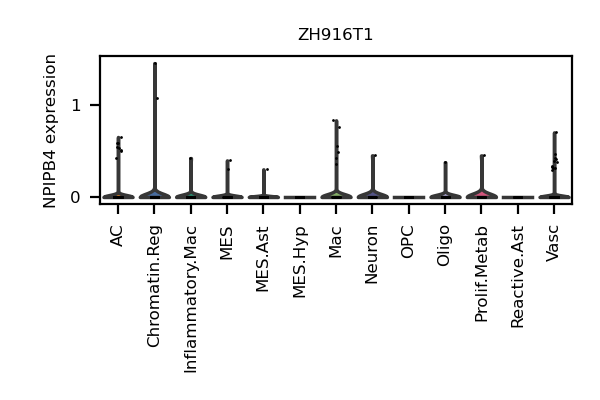 ZH916T1
NPIPB4 expression
1
0
AC
Chromatin.Reg
Inflammatory.Mac
MES
MES.Ast
MES.Hyp
Mac
Neuron
OPC
Oligo
Prolif.Metab
Reactive.Ast
Vasc